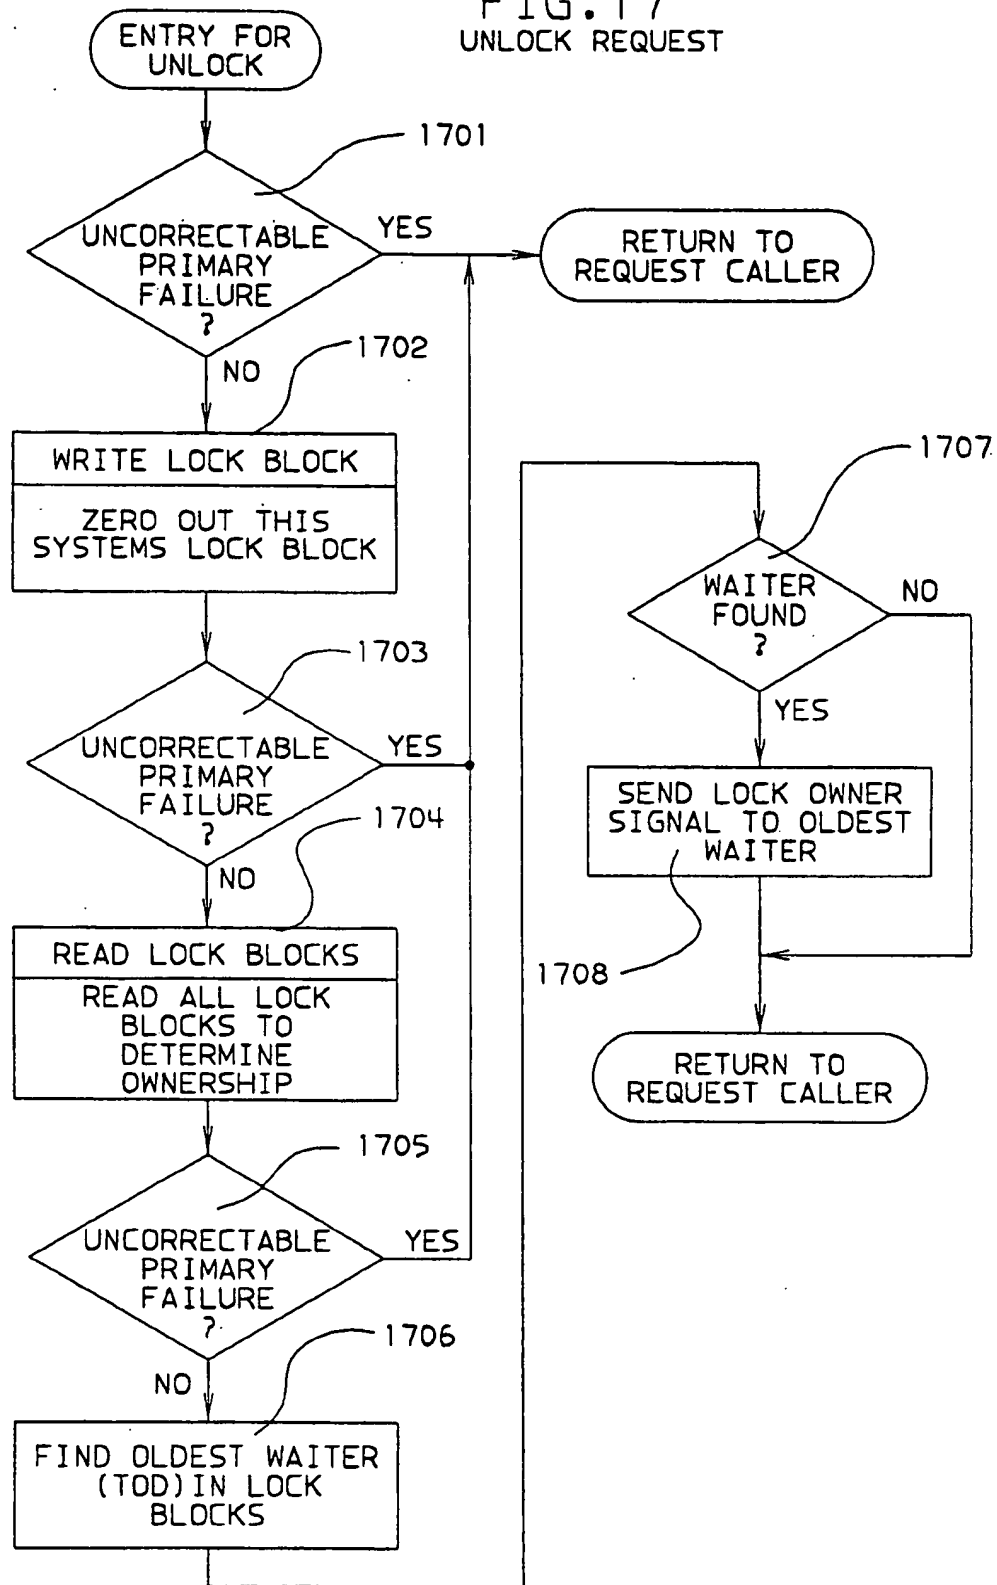 FIG.17
UNLOCK REQUEST
ENTRY FOR
UNLOCK
1701
UNCORRECTABLE
PRIMARY
FAILURE
?
YES
RETURN TO
REQUEST CALLER
NO
1702
WRITE LOCK BLOCK
ZERO OUT THIS
SYSTEMS LOCK BLOCK
1703
UNCORRECTABLE
PRIMARY
FAILURE
?
YES
NO
1704
READ LOCK BLOCKS
READ ALL LOCK
BLOCKS TO
DETERMINE
OWNERSHIP
1705
UNCORRECTABLE
PRIMARY
FAILURE
?
YES
NO
1706
FIND OLDEST WAITER
(TOD)IN LOCK
BLOCKS
1707
WAITER
FOUND
?
NO
YES
SEND LOCK OWNER
SIGNAL TO OLDEST
WAITER
1708
RETURN TO
REQUEST CALLER